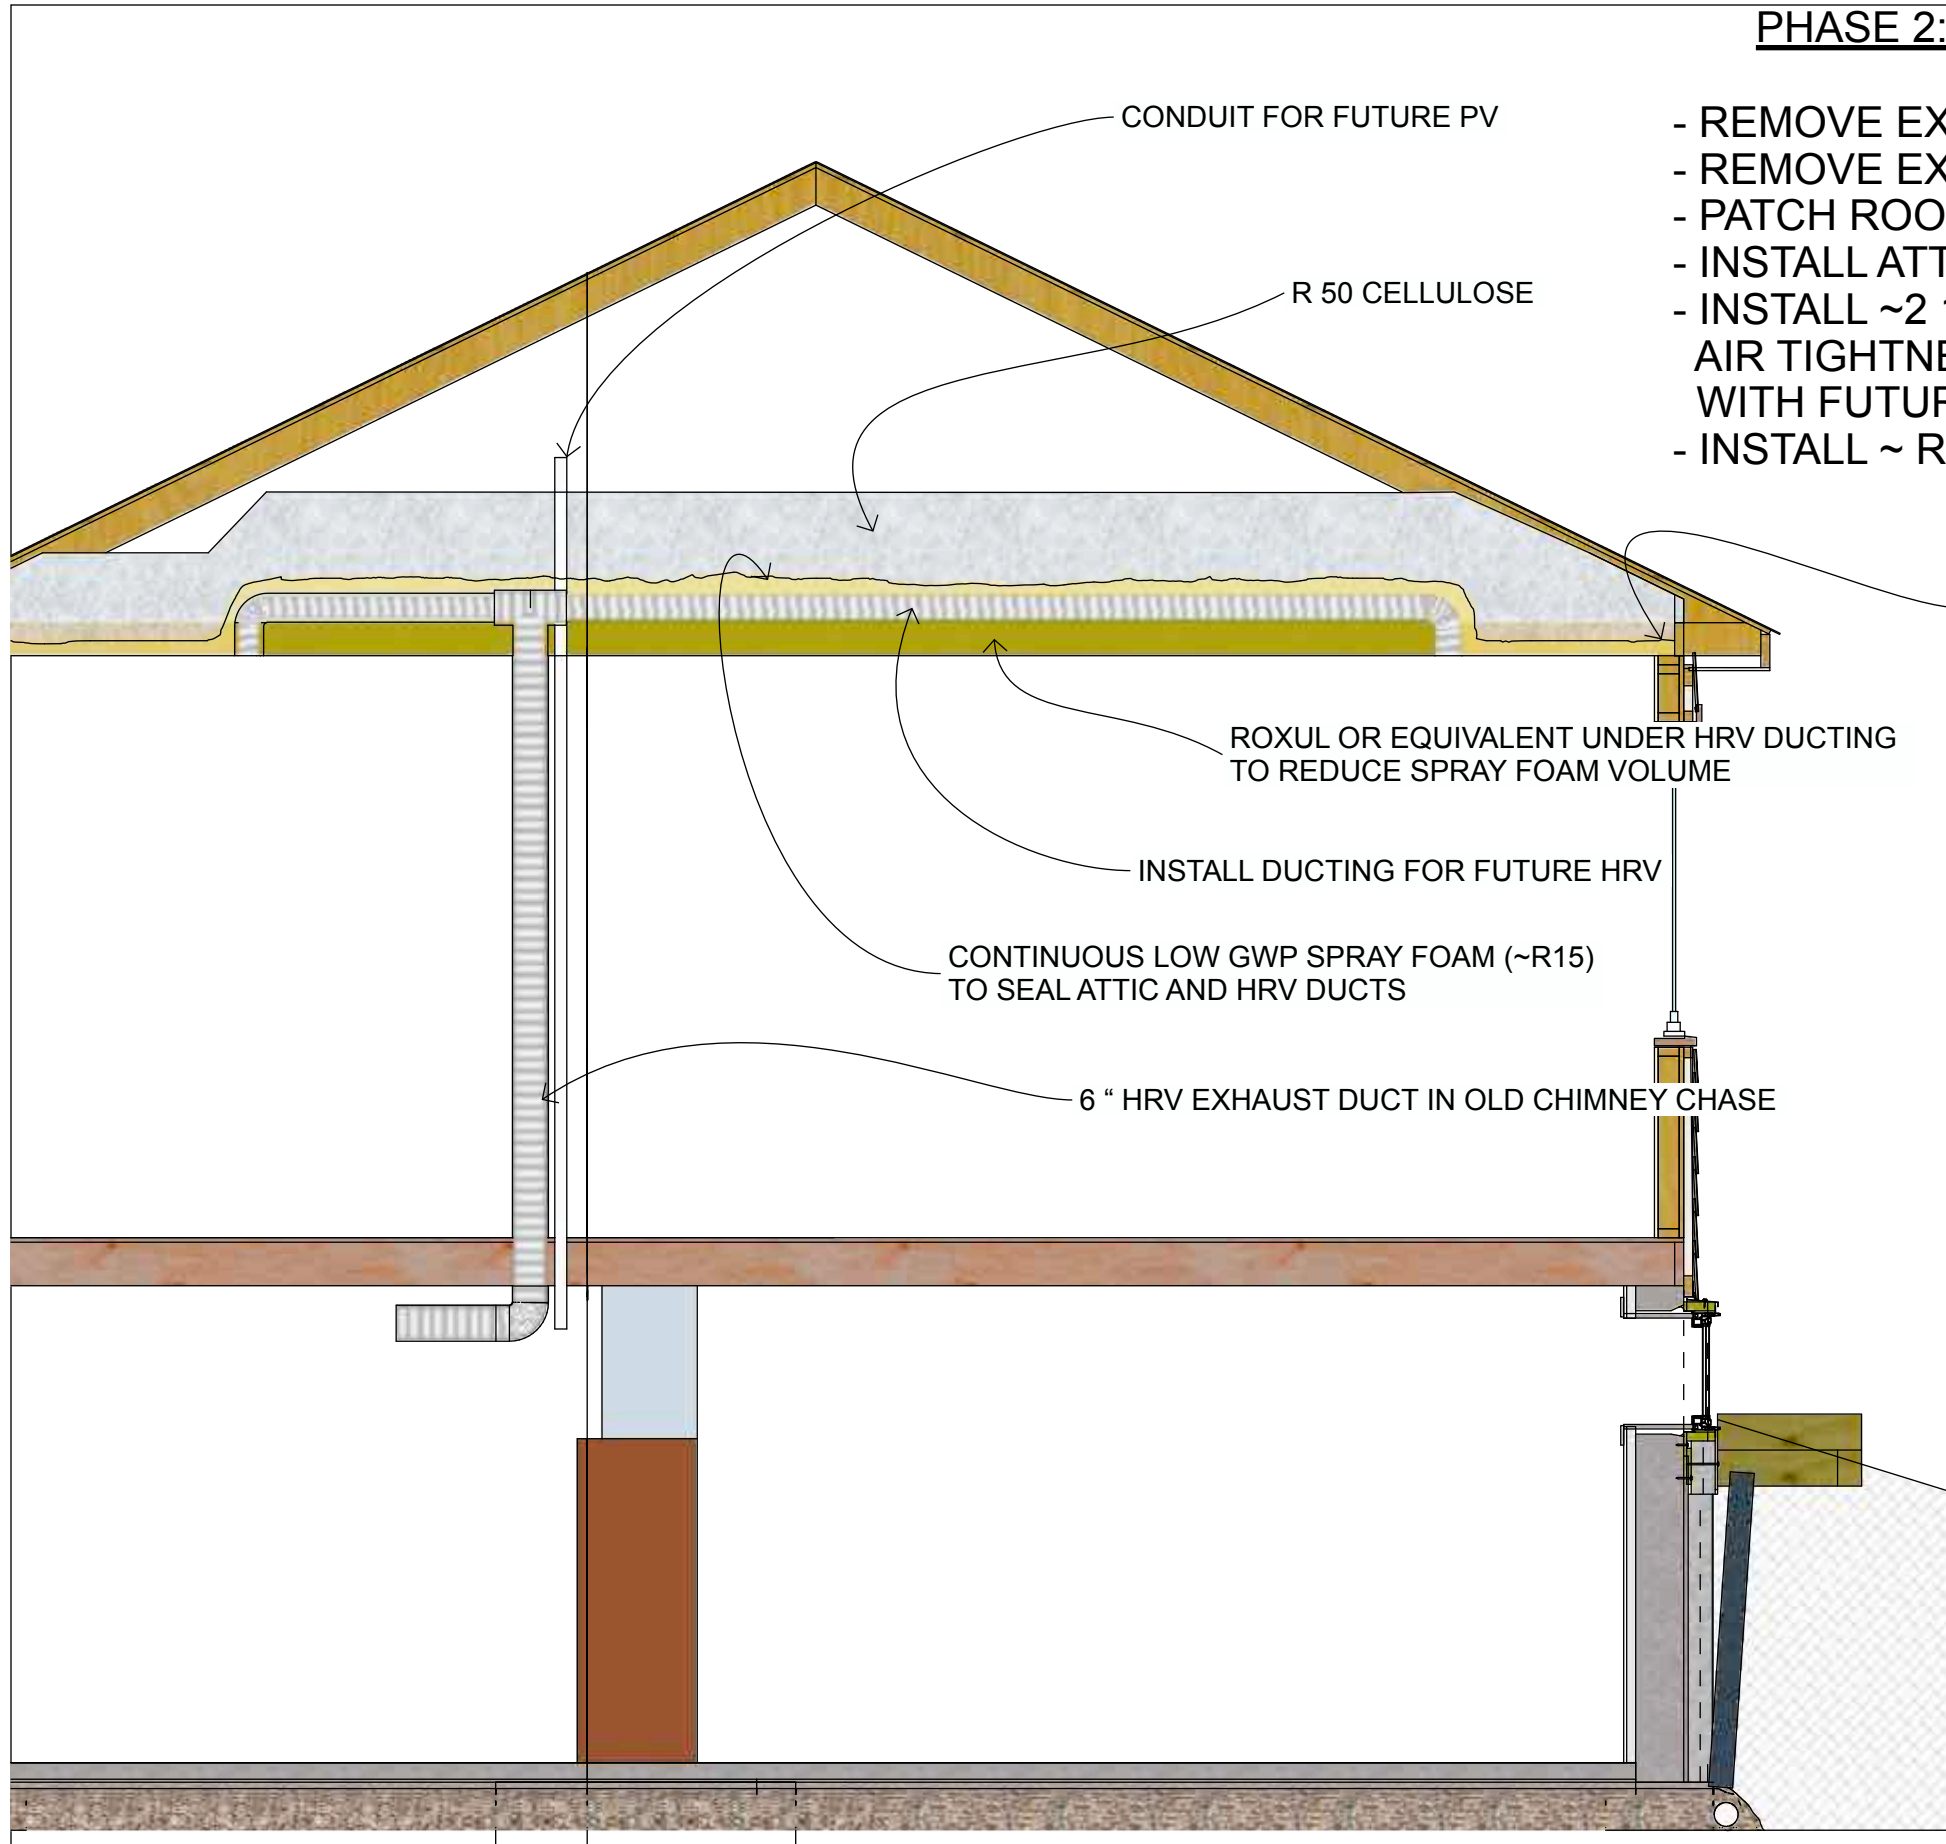 PHASE 2:
CONDUIT FOR FUTURE PV
- REMOVE EX
- REMOVE EX
- PATCH ROO
- INSTALL ATT
- INSTALL ~2
AIR TIGHTNE
WITH FUTUR
- INSTALL ~ R
R 50 CELLULOSE
ROXUL OR EQUIVALENT UNDER HRV DUCTING
TO REDUCE SPRAY FOAM VOLUME
INSTALL DUCTING FOR FUTURE HRV
CONTINUOUS LOW GWP SPRAY FOAM (~R15)
TO SEAL ATTIC AND HRV DUCTS
6 “ HRV EXHAUST DUCT IN OLD CHIMNEY CHASE